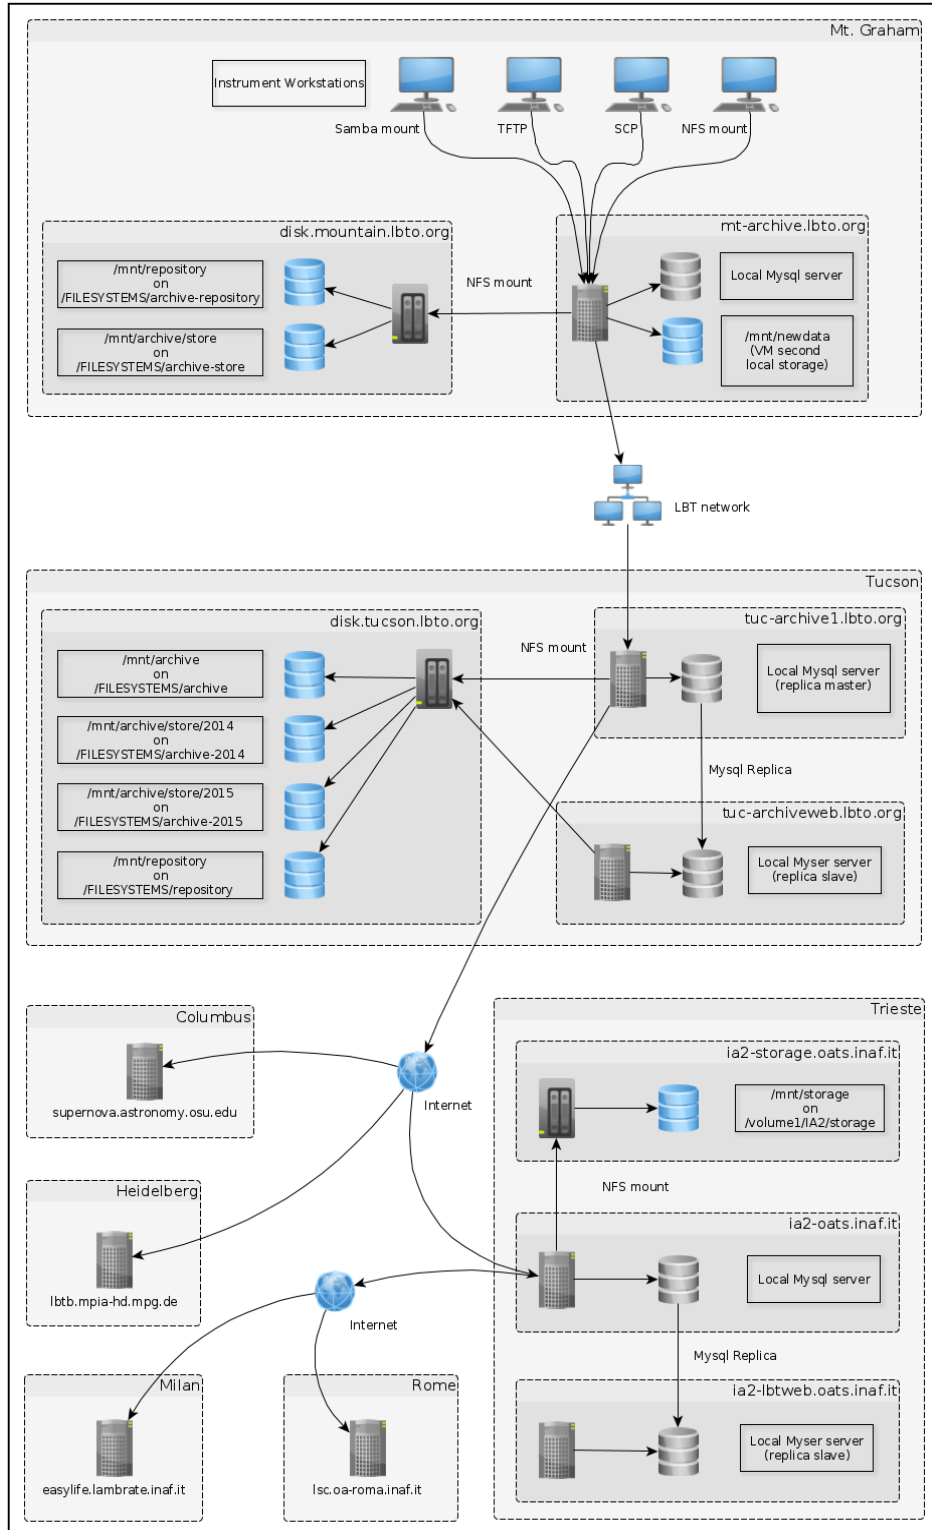 Mt. Graham
Instrument Workstations
Samba mount
TFTP
SCP
NFS mount
disk.mountain.lbto.org
/mnt/repository
on
/FILESYSTEMS/archive-repository
/mnt/archive/store
on
/FILESYSTEMS/archive-store
NFS mount
mt-archive.lbto.org
Local Mysql server
/mnt/newdata
(VM second
local storage)
LBT network
Tucson
disk.tucson.lbto.org
/mnt/archive
on
/FILESYSTEMS/archive
/mnt/archive/store/2014
on
/FILESYSTEMS/archive-2014
/mnt/archive/store/2015
on
/FILESYSTEMS/archive-2015
/mnt/repository
on
/FILESYSTEMS/repository
NFS mount
tuc-archive1.lbto.org
Local Mysql server
(replica master)
Mysql Replica
tuc-archiveweb.lbto.org
Local Myser server
(replica slave)
Columbus
supernova.astronomy.osu.edu
Internet
Heidelberg
lbtb.mpia-hd.mpg.de
Internet
Milan
easylife.lambrate.inaf.it
Rome
lsc.oa-roma.inaf.it
Trieste
ia2-storage.oats.inaf.it
/mnt/storage
on
/volume1/IA2/storage
NFS mount
ia2-oats.inaf.it
Local Mysql server
Mysql Replica
ia2-lbtweb.oats.inaf.it
Local Myser server
(replica slave)